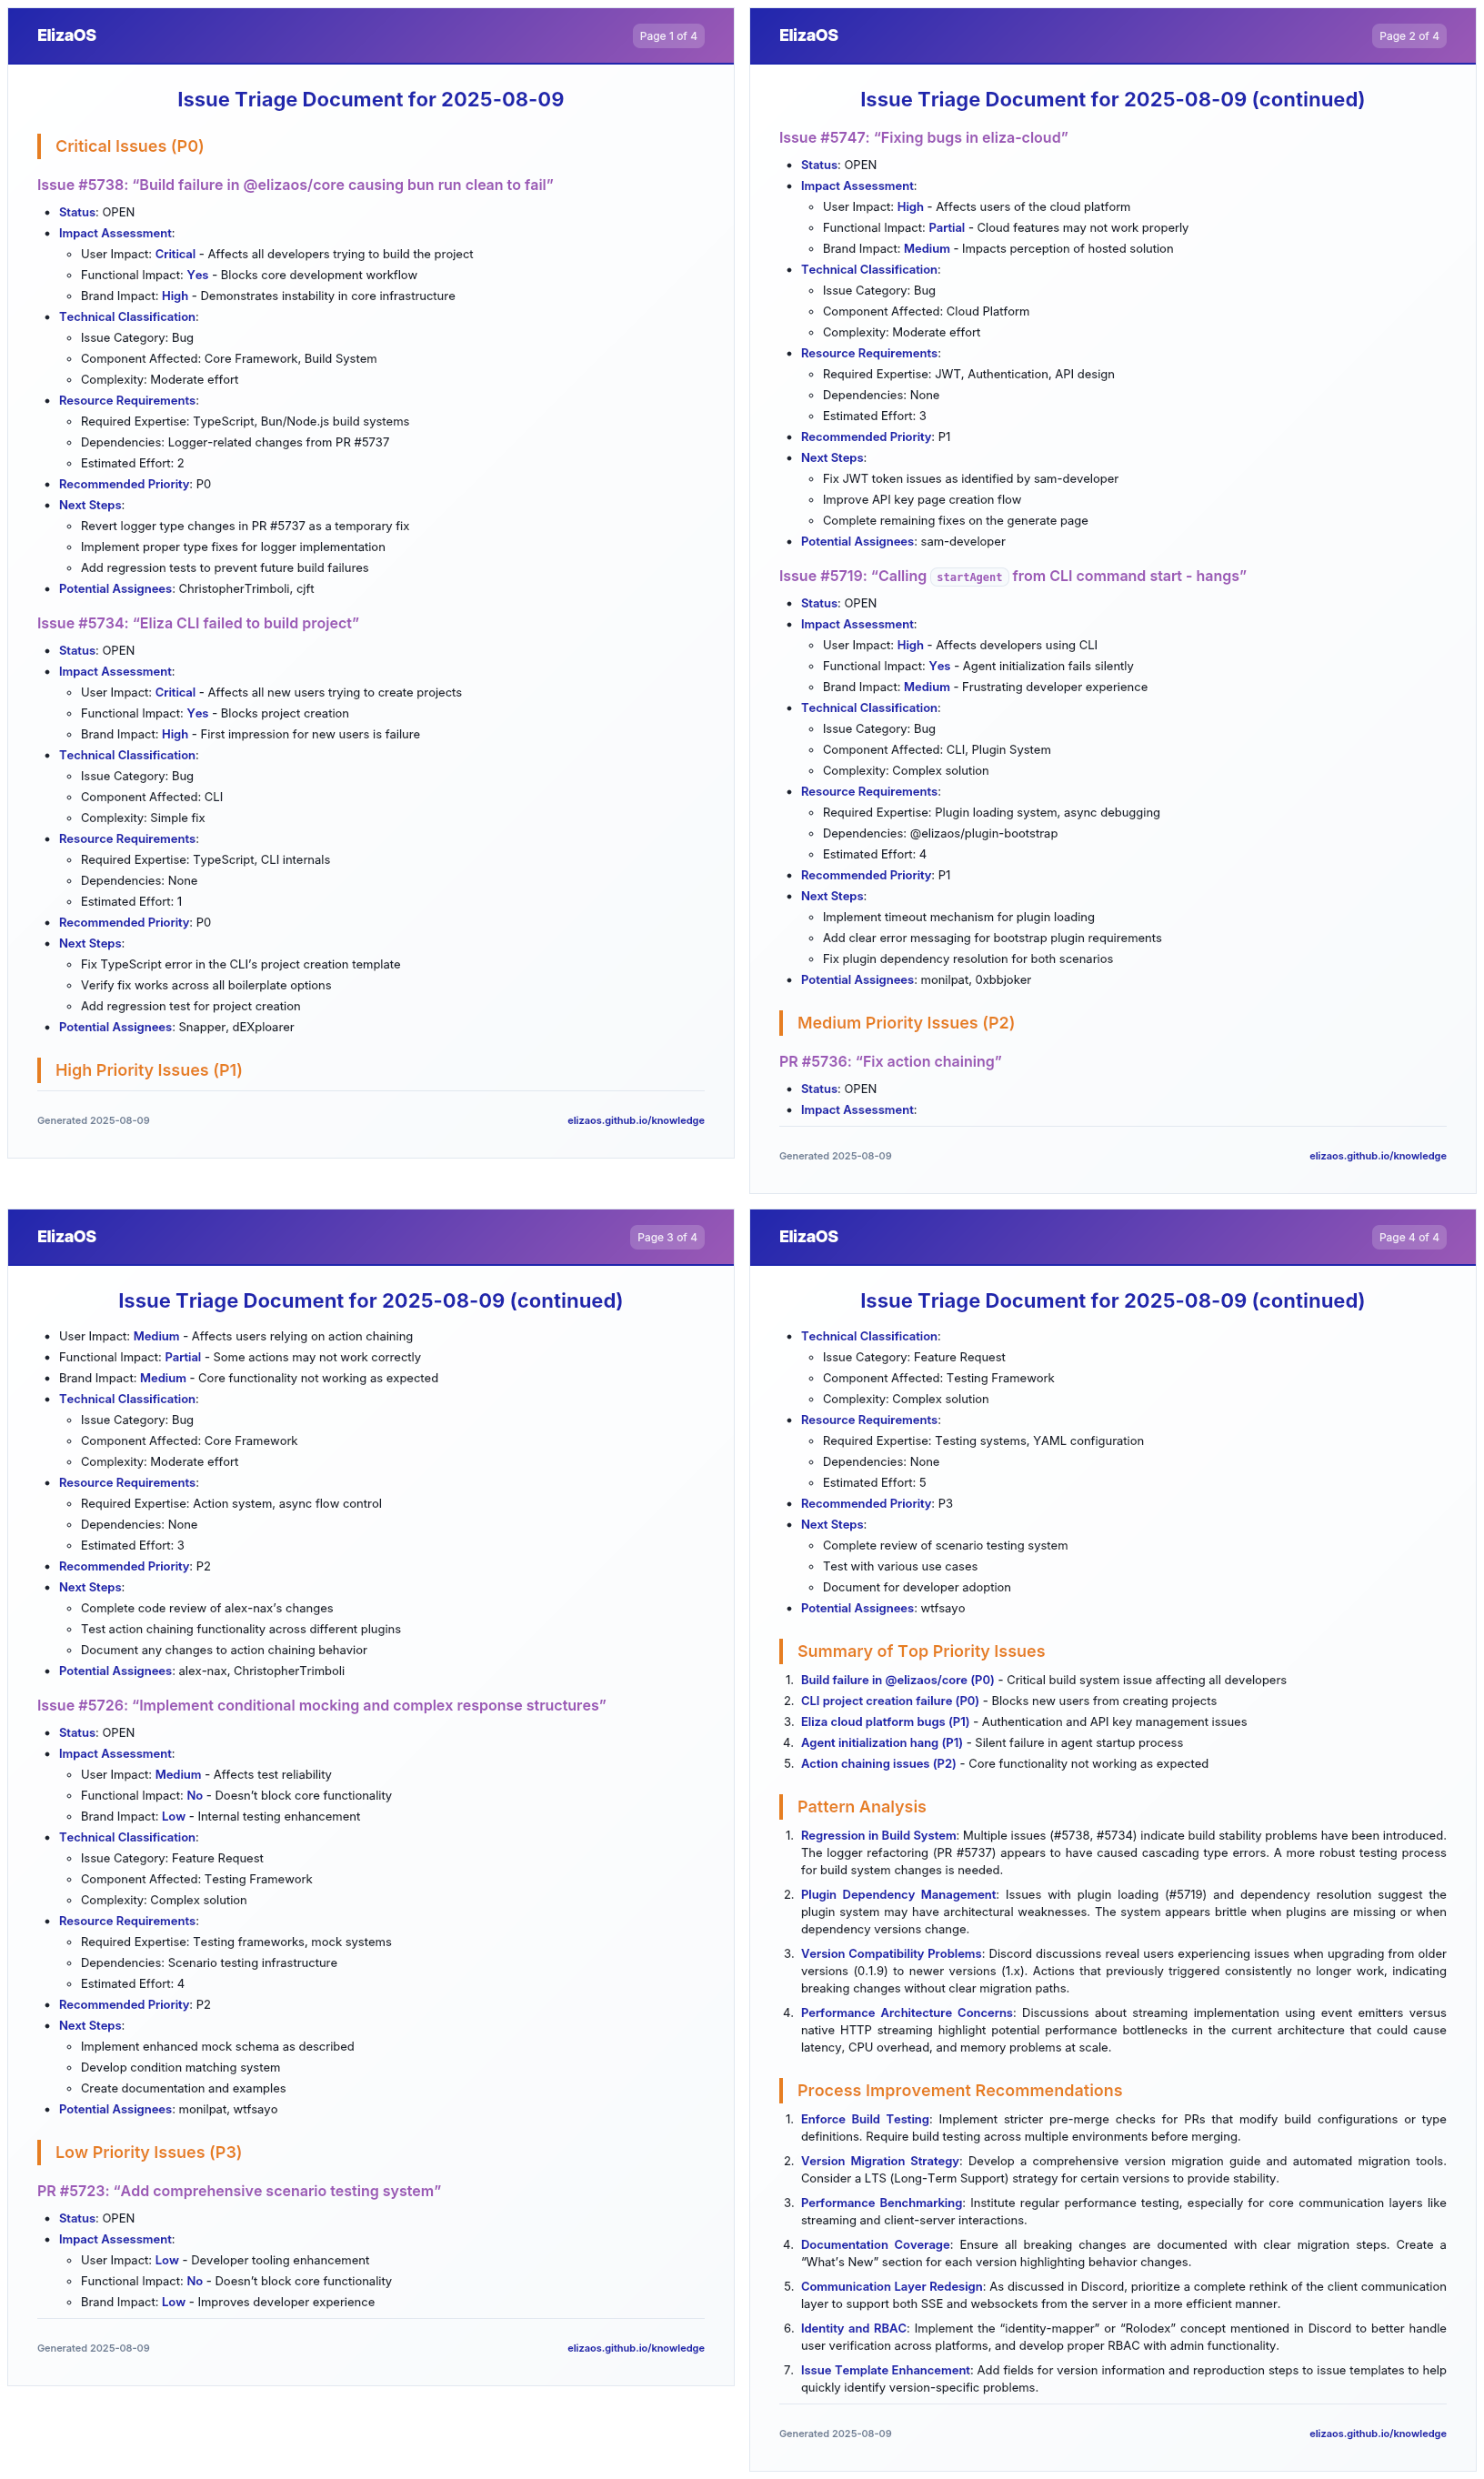 ElizaOS
Page 1 of 4
Issue Triage Document for 2025-08-09
Critical Issues (P0)
Issue #5738: “Build failure in @elizaos/core causing bun run clean to fail”
• Status: OPEN
• Impact Assessment:
◦ User Impact: Critical - Affects all developers trying to build the project
◦ Functional Impact: Yes - Blocks core development workflow
◦ Brand Impact: High - Demonstrates instability in core infrastructure
• Technical Classification:
◦ Issue Category: Bug
◦ Component Affected: Core Framework, Build System
◦ Complexity: Moderate effort
• Resource Requirements:
◦ Required Expertise: TypeScript, Bun/Node.js build systems
◦ Dependencies: Logger-related changes from PR #5737
◦ Estimated Effort: 2
• Recommended Priority: P0
• Next Steps:
◦ Revert logger type changes in PR #5737 as a temporary fix
◦ Implement proper type fixes for logger implementation
◦ Add regression tests to prevent future build failures
• Potential Assignees: ChristopherTrimboli, cjft
Issue #5734: “Eliza CLI failed to build project”
• Status: OPEN
• Impact Assessment:
◦ User Impact: Critical - Affects all new users trying to create projects
◦ Functional Impact: Yes - Blocks project creation
◦ Brand Impact: High - First impression for new users is failure
• Technical Classification:
◦ Issue Category: Bug
◦ Component Affected: CLI
◦ Complexity: Simple fix
• Resource Requirements:
◦ Required Expertise: TypeScript, CLI internals
◦ Dependencies: None
◦ Estimated Effort: 1
• Recommended Priority: P0
• Next Steps:
◦ Fix TypeScript error in the CLI’s project creation template
◦ Verify fix works across all boilerplate options
◦ Add regression test for project creation
• Potential Assignees: Snapper, dEXploarer
High Priority Issues (P1)
Generated 2025-08-09
elizaos.github.io/knowledge
ElizaOS
Page 2 of 4
Issue Triage Document for 2025-08-09 (continued)
Issue #5747: “Fixing bugs in eliza-cloud”
• Status: OPEN
• Impact Assessment:
◦ User Impact: High - Affects users of the cloud platform
◦ Functional Impact: Partial - Cloud features may not work properly
◦ Brand Impact: Medium - Impacts perception of hosted solution
• Technical Classification:
◦ Issue Category: Bug
◦ Component Affected: Cloud Platform
◦ Complexity: Moderate effort
• Resource Requirements:
◦ Required Expertise: JWT, Authentication, API design
◦ Dependencies: None
◦ Estimated Effort: 3
• Recommended Priority: P1
• Next Steps:
◦ Fix JWT token issues as identified by sam-developer
◦ Improve API key page creation flow
◦ Complete remaining fixes on the generate page
• Potential Assignees: sam-developer
Issue #5719: “Calling startAgent from CLI command start - hangs”
• Status: OPEN
• Impact Assessment:
◦ User Impact: High - Affects developers using CLI
◦ Functional Impact: Yes - Agent initialization fails silently
◦ Brand Impact: Medium - Frustrating developer experience
• Technical Classification:
◦ Issue Category: Bug
◦ Component Affected: CLI, Plugin System
◦ Complexity: Complex solution
• Resource Requirements:
◦ Required Expertise: Plugin loading system, async debugging
◦ Dependencies: @elizaos/plugin-bootstrap
◦ Estimated Effort: 4
• Recommended Priority: P1
• Next Steps:
◦ Implement timeout mechanism for plugin loading
◦ Add clear error messaging for bootstrap plugin requirements
◦ Fix plugin dependency resolution for both scenarios
• Potential Assignees: monilpat, 0xbbjoker
Medium Priority Issues (P2)
PR #5736: “Fix action chaining”
• Status: OPEN
• Impact Assessment:
Generated 2025-08-09
elizaos.github.io/knowledge
ElizaOS
Page 3 of 4
Issue Triage Document for 2025-08-09 (continued)
• User Impact: Medium - Affects users relying on action chaining
• Functional Impact: Partial - Some actions may not work correctly
• Brand Impact: Medium - Core functionality not working as expected
• Technical Classification:
◦ Issue Category: Bug
◦ Component Affected: Core Framework
◦ Complexity: Moderate effort
• Resource Requirements:
◦ Required Expertise: Action system, async flow control
◦ Dependencies: None
◦ Estimated Effort: 3
• Recommended Priority: P2
• Next Steps:
◦ Complete code review of alex-nax’s changes
◦ Test action chaining functionality across different plugins
◦ Document any changes to action chaining behavior
• Potential Assignees: alex-nax, ChristopherTrimboli
Issue #5726: “Implement conditional mocking and complex response structures”
• Status: OPEN
• Impact Assessment:
◦ User Impact: Medium - Affects test reliability
◦ Functional Impact: No - Doesn’t block core functionality
◦ Brand Impact: Low - Internal testing enhancement
• Technical Classification:
◦ Issue Category: Feature Request
◦ Component Affected: Testing Framework
◦ Complexity: Complex solution
• Resource Requirements:
◦ Required Expertise: Testing frameworks, mock systems
◦ Dependencies: Scenario testing infrastructure
◦ Estimated Effort: 4
• Recommended Priority: P2
• Next Steps:
◦ Implement enhanced mock schema as described
◦ Develop condition matching system
◦ Create documentation and examples
• Potential Assignees: monilpat, wtfsayo
Low Priority Issues (P3)
PR #5723: “Add comprehensive scenario testing system”
• Status: OPEN
• Impact Assessment:
◦ User Impact: Low - Developer tooling enhancement
◦ Functional Impact: No - Doesn’t block core functionality
◦ Brand Impact: Low - Improves developer experience
Generated 2025-08-09
elizaos.github.io/knowledge
ElizaOS
Page 4 of 4
Issue Triage Document for 2025-08-09 (continued)
• Technical Classification:
◦ Issue Category: Feature Request
◦ Component Affected: Testing Framework
◦ Complexity: Complex solution
• Resource Requirements:
◦ Required Expertise: Testing systems, YAML configuration
◦ Dependencies: None
◦ Estimated Effort: 5
• Recommended Priority: P3
• Next Steps:
◦ Complete review of scenario testing system
◦ Test with various use cases
◦ Document for developer adoption
• Potential Assignees: wtfsayo
Summary of Top Priority Issues
1. Build failure in @elizaos/core (P0) - Critical build system issue affecting all developers
2. CLI project creation failure (P0) - Blocks new users from creating projects
3. Eliza cloud platform bugs (P1) - Authentication and API key management issues
4. Agent initialization hang (P1) - Silent failure in agent startup process
5. Action chaining issues (P2) - Core functionality not working as expected
Pattern Analysis
1. Regression in Build System: Multiple issues (#5738, #5734) indicate build stability problems have been introduced.
The logger refactoring (PR #5737) appears to have caused cascading type errors. A more robust testing process
for build system changes is needed.
2. Plugin Dependency Management: Issues with plugin loading (#5719) and dependency resolution suggest the
plugin system may have architectural weaknesses. The system appears brittle when plugins are missing or when
dependency versions change.
3. Version Compatibility Problems: Discord discussions reveal users experiencing issues when upgrading from older
versions (0.1.9) to newer versions (1.x). Actions that previously triggered consistently no longer work, indicating
breaking changes without clear migration paths.
4. Performance Architecture Concerns: Discussions about streaming implementation using event emitters versus
native HTTP streaming highlight potential performance bottlenecks in the current architecture that could cause
latency, CPU overhead, and memory problems at scale.
Process Improvement Recommendations
1. Enforce Build Testing: Implement stricter pre-merge checks for PRs that modify build configurations or type
definitions. Require build testing across multiple environments before merging.
2. Version Migration Strategy: Develop a comprehensive version migration guide and automated migration tools.
Consider a LTS (Long-Term Support) strategy for certain versions to provide stability.
3. Performance Benchmarking: Institute regular performance testing, especially for core communication layers like
streaming and client-server interactions.
4. Documentation Coverage: Ensure all breaking changes are documented with clear migration steps. Create a
“What’s New” section for each version highlighting behavior changes.
5. Communication Layer Redesign: As discussed in Discord, prioritize a complete rethink of the client communication
layer to support both SSE and websockets from the server in a more efficient manner.
6. Identity and RBAC: Implement the “identity-mapper” or “Rolodex” concept mentioned in Discord to better handle
user verification across platforms, and develop proper RBAC with admin functionality.
7. Issue Template Enhancement: Add fields for version information and reproduction steps to issue templates to help
quickly identify version-specific problems.
Generated 2025-08-09
elizaos.github.io/knowledge